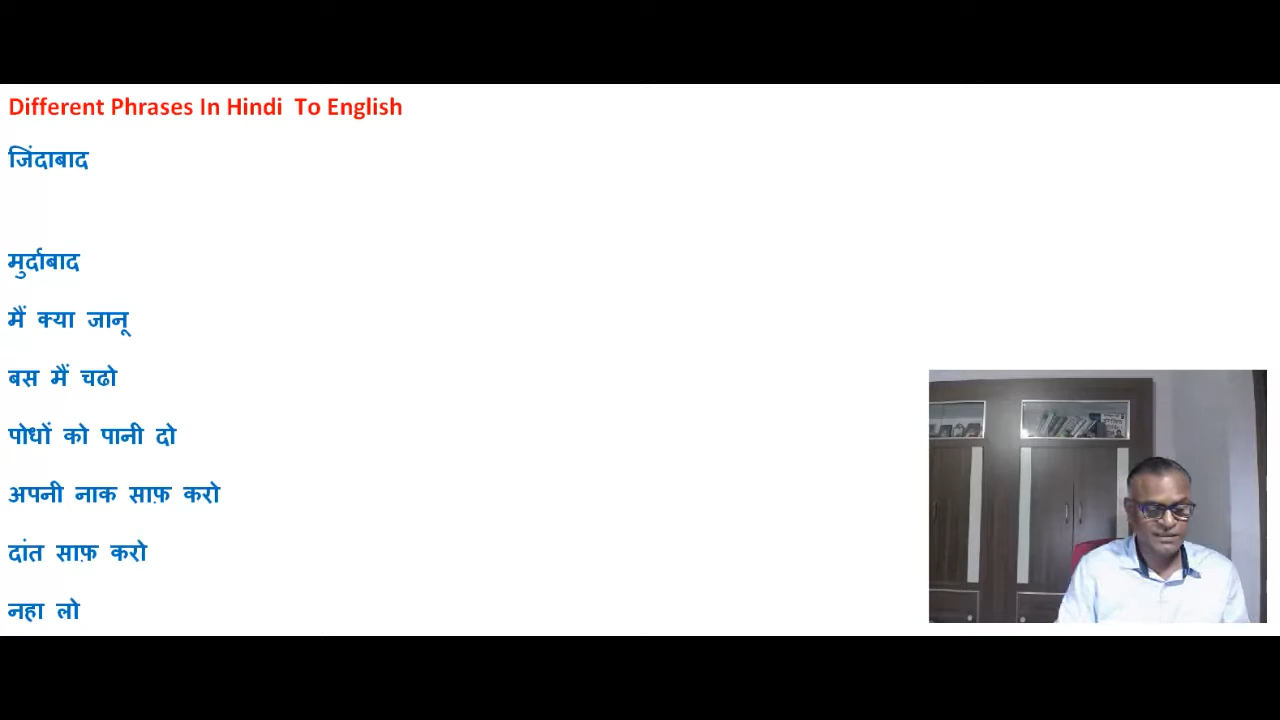 Different Phrases In Hindi To English
जिंदाबाद
मुर्दाबाद
मैं क्या जानू
बस मैं चढो
पोधों को पानी दो
अपनी नाक साफ़ करो
दांत साफ़ करो
नहा लो